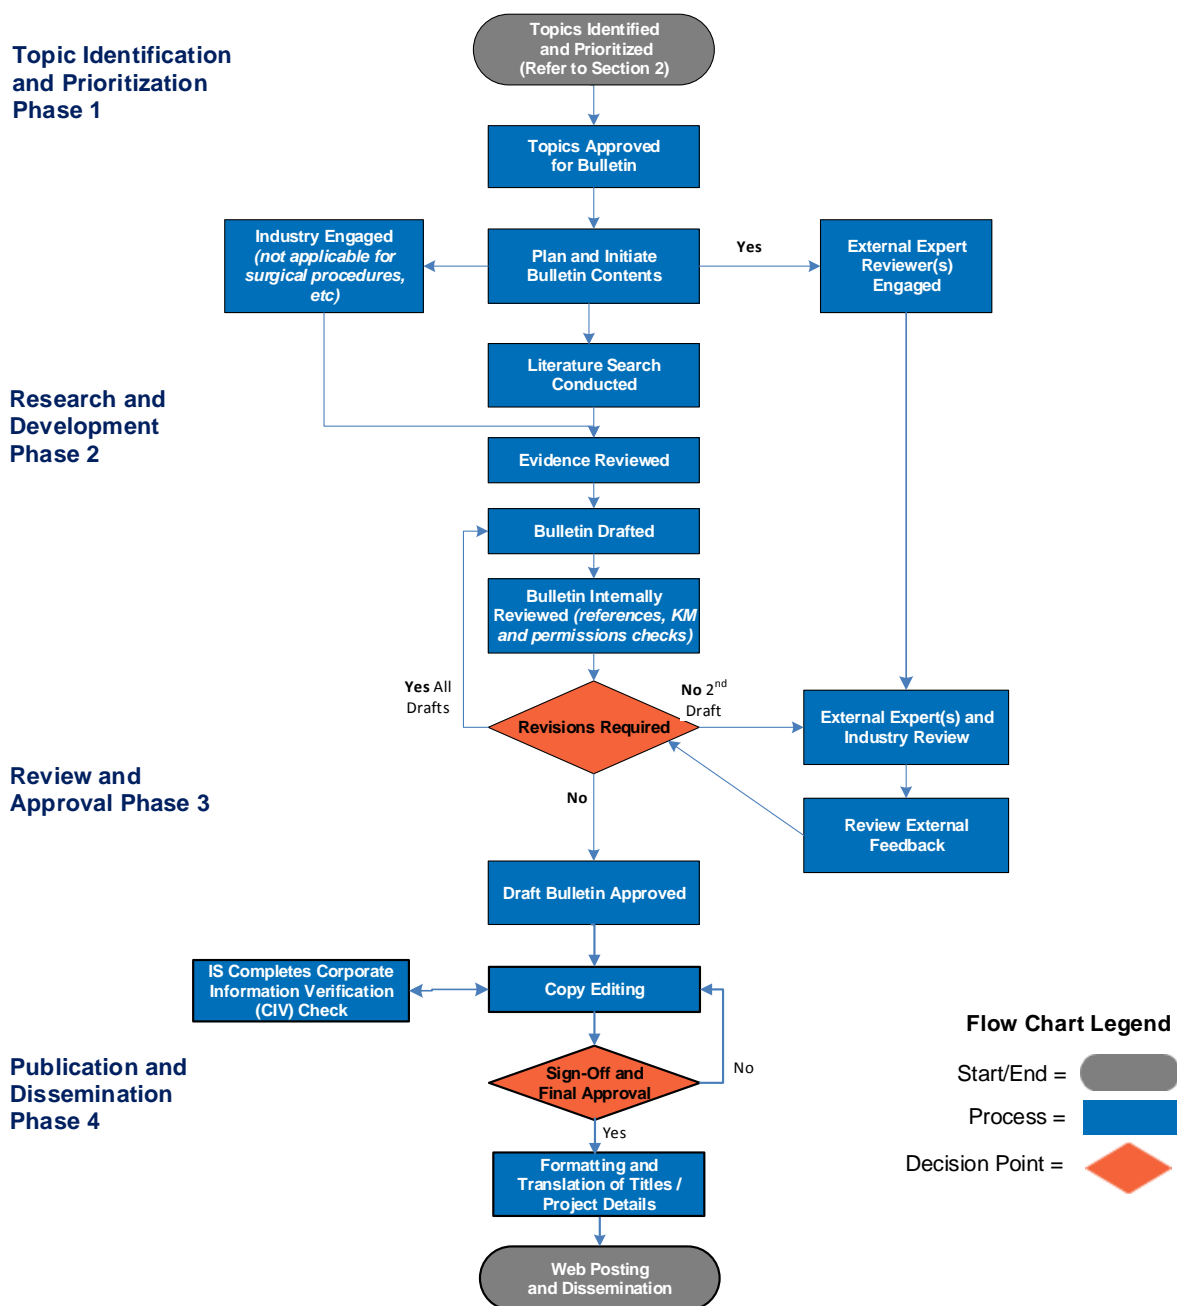 Topics Identified
and Prioritized
(Refer to Section 2)
Topic Identification
and Prioritization
Phase 1
Topics Approved
for Bulletin
Industry Engaged
(not applicable for
surgical procedures,
etc)
Plan and Initiate
Bulletin Contents
Yes
External Expert
Reviewer(s)
Engaged
Literature Search
Conducted
Research and
Development
Phase 2
Evidence Reviewed
Bulletin Drafted
Bulletin Internally
Reviewed (references, KM
and permissions checks)
Yes All
Drafts
Revisions Required
No 2nd
Draft
External Expert(s) and
Industry Review
Review and
Approval Phase 3
No
Review External
Feedback
Draft Bulletin Approved
IS Completes Corporate
Information Verification
(CIV) Check
Copy Editing
Publication and
Dissemination
Phase 4
Sign-Off and
Final Approval
No
Yes
Formatting and
Translation of Titles /
Project Details
Web Posting
and Dissemination
Flow Chart Legend
Start/End =
Process =
Decision Point =